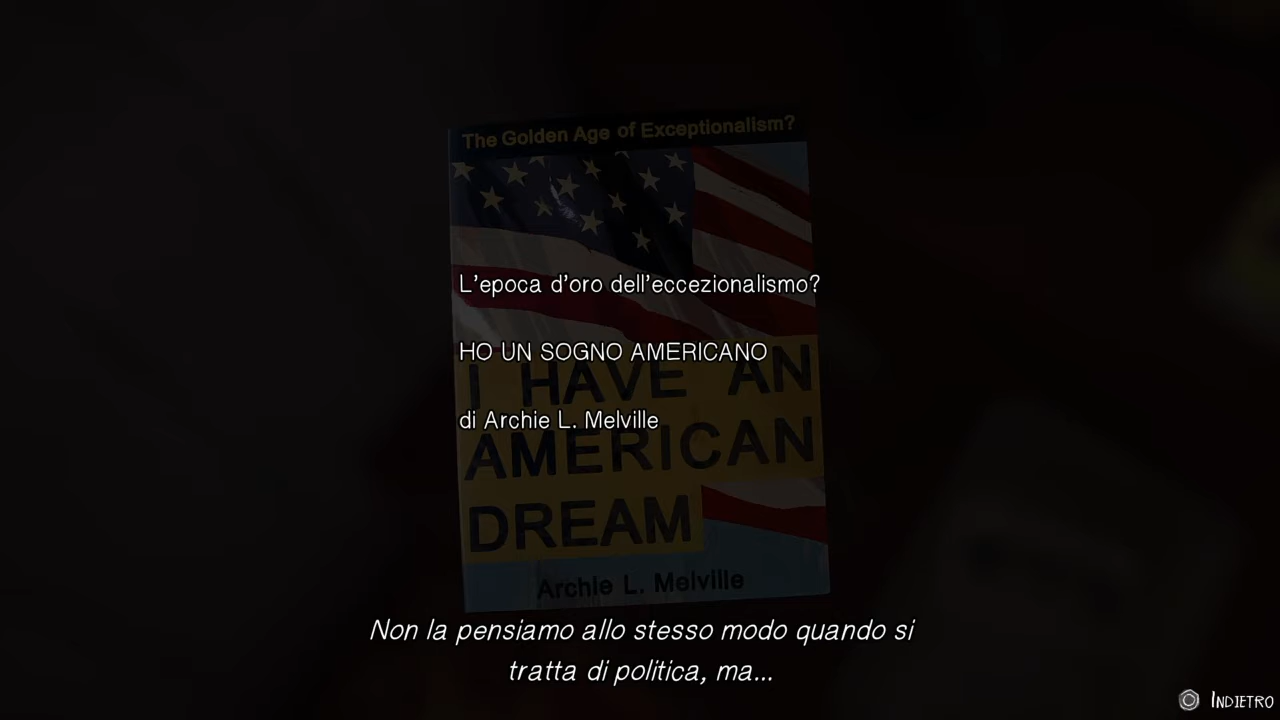 The Golden Age of Exceptionalism?
L'epoca d'oro dell'eccezionalismo?
HO UN SOGNO AMERICANO
I HAVE AN
di Archie L. Melville
AMERICAN
DREAM
Archie L. Melville
Non la pensiamo allo stesso modo quando si
tratta di politica, ma...
INDIETRO